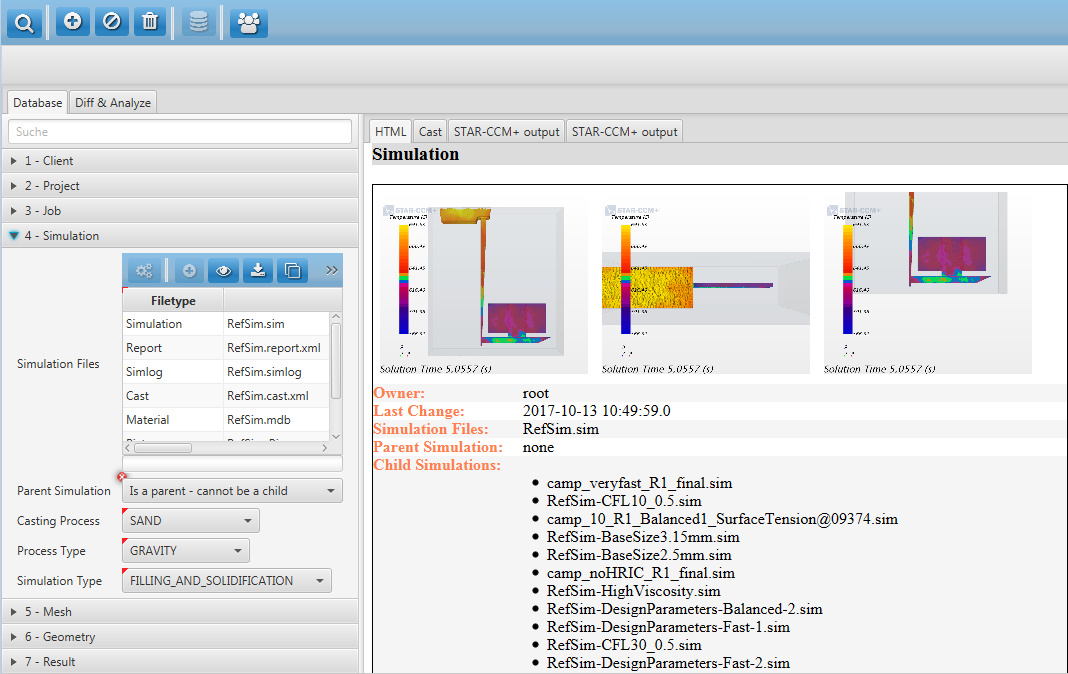 Database Diff & Analyze
Suche
1 - Client
2 - Project
3 - Job
4 - Simulation
Simulation Files
Filetype
Simulation RefSim.sim
Report RefSim.report.xml
Simlog RefSim.simlog
Cast RefSim.cast.xml
Material RefSim.mdb
Parent Simulation Is a parent - cannot be a child
Casting Process SAND
Process Type GRAVITY
Simulation Type FILLING_AND_SOLIDIFICATION
5 - Mesh
6 - Geometry
7 - Result
HTML Cast STAR-CCM+ output STAR-CCM+ output
Simulation
STAR-CCM+ STAR-CCM+ STAR-CCM+
Solution Time 5.0557 (s) Solution Time 5.0557 (s) Solution Time 5.0557 (s)
Owner: root
Last Change: 2017-10-13 10:49:59.0
Simulation Files: RefSim.sim
Parent Simulation: none
Child Simulations:
camp_veryfast_R1_final.sim
RefSim-CFL10_0.5.sim
camp_10_R1_Balanced1_SurfaceTension@09374.sim
RefSim-BaseSize3.15mm.sim
RefSim-BaseSize2.5mm.sim
camp_noHRIC_R1_final.sim
RefSim-HighViscosity.sim
RefSim-DesignParameters-Balanced-2.sim
RefSim-DesignParameters-Fast-1.sim
RefSim-CFL30_0.5.sim
RefSim-DesignParameters-Fast-2.sim